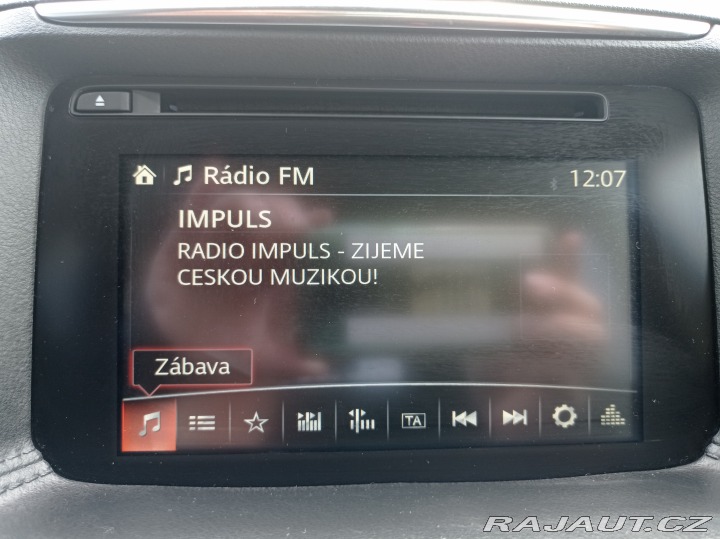 Rádio FM 12:07
IMPULS
RADIO IMPULS - ZIJEME
CESKOU MUZIKOU!
Zábava
TA
RAJAUT.CZ